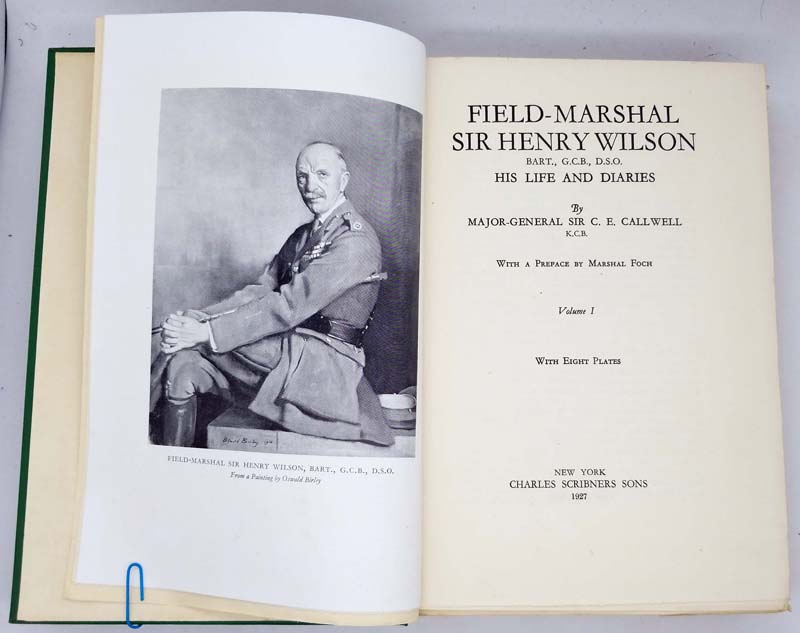 Oswald Birley
FIELD-MARSHAL SIR HENRY WILSON, BART., G.C.B., D.S.O.
From a Painting by Oswald Birley
FIELD-MARSHAL
SIR HENRY WILSON
BART., G.C.B., D.S.O.
HIS LIFE AND DIARIES
By
MAJOR-GENERAL SIR C. E. CALLWELL
K.C.B.
WITH A PREFACE BY MARSHAL FOCH
Volume I
WITH EIGHT PLATES
NEW YORK
CHARLES SCRIBNERS SONS
1927